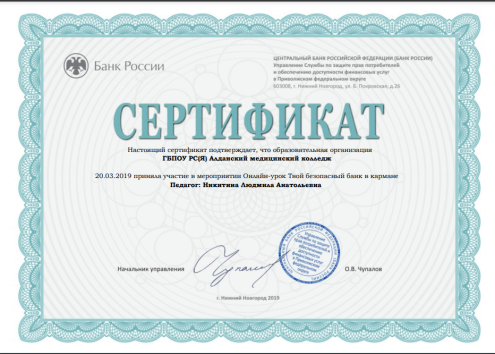 Банк России
ЦЕНТРАЛЬНЫЙ БАНК РОССИЙСКОЙ ФЕДЕРАЦИИ (БАНК РОССИИ)
Управление Службы по защите прав потребителей
и обеспечению доступности финансовых услуг
в Приволжском федеральном округе
603008, г. Нижний Новгород, ул. Б. Покровская, д.26
СЕРТИФИКАТ
Настоящий сертификат подтверждает, что образовательная организация
ГБПОУ РС(Я) Алданский медицинский колледж
20.03.2019 приняла участие в мероприятии Онлайн-урок Твой безопасный банк в кармане
Педагог: Никитина Людмила Анатольевна
Начальник управления
О.В. Чупалов
г. Нижний Новгород 2019